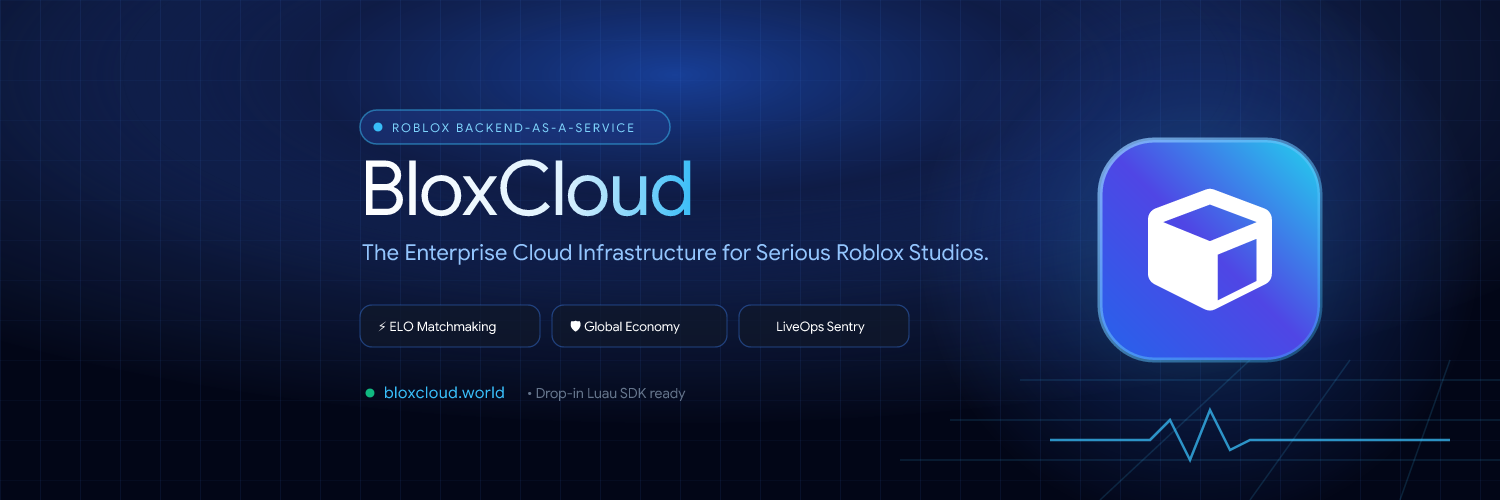 ROBLOX BACKEND-AS-A-SERVICE
BloxCloud
The Enterprise Cloud Infrastructure for Serious Roblox Studios.
⚡ ELO Matchmaking
🛡 Global Economy
LiveOps Sentry
bloxcloud.world • Drop-in Luau SDK ready